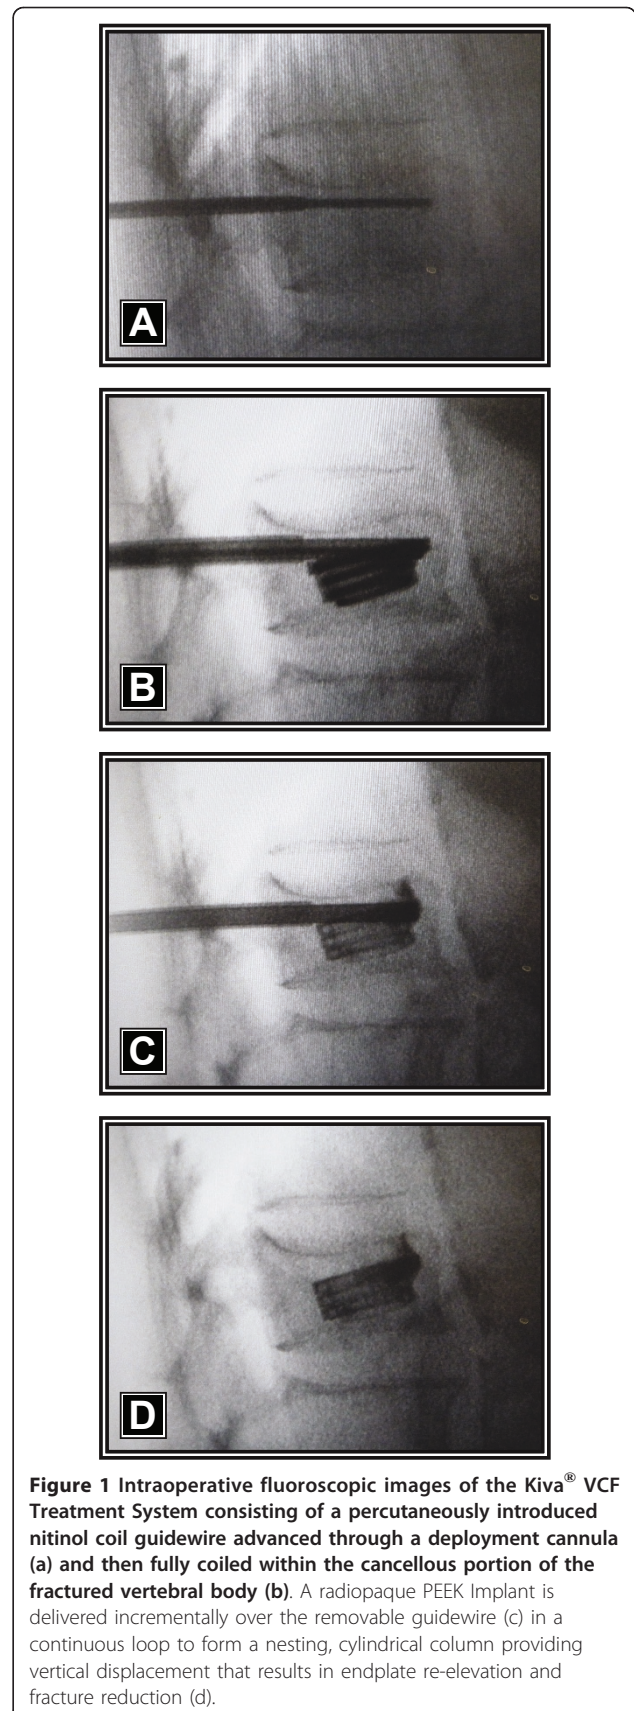 A
B
C
D
Figure 1 Intraoperative fluoroscopic images of the Kiva® VCF
Treatment System consisting of a percutaneously introduced
nitinol coil guidewire advanced through a deployment cannula
(a) and then fully coiled within the cancellous portion of the
fractured vertebral body (b). A radiopaque PEEK Implant is
delivered incrementally over the removable guidewire (c) in a
continuous loop to form a nesting, cylindrical column providing
vertical displacement that results in endplate re-elevation and
fracture reduction (d).